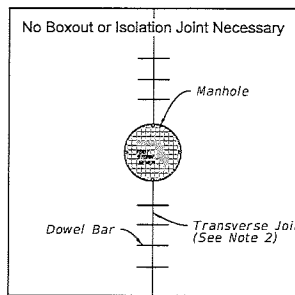 No Boxout or Isolation Joint Necessary
Manhole
Dowel Bar
Transverse Joi
(See Note 2)